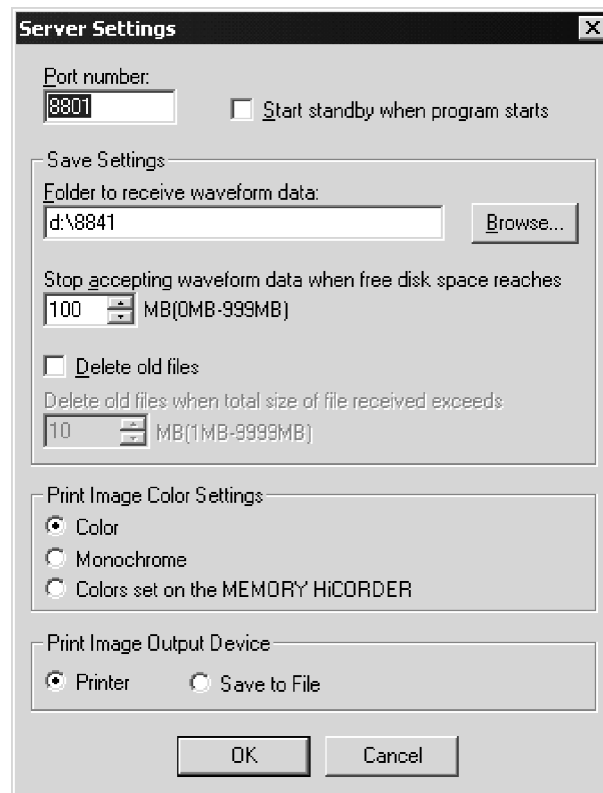 Server Settings
Port number:
8801
Start standby when program starts
Save Settings
Folder to receive waveform data:
d:\8841
Browse...
Stop accepting waveform data when free disk space reaches
100 MB(0MB-999MB)
Delete old files
Delete old files when total size of file received exceeds
10 MB(1MB-9999MB)
Print Image Color Settings
Color
Monochrome
Colors set on the MEMORY HiCORDER
Print Image Output Device
Printer Save to File
OK Cancel